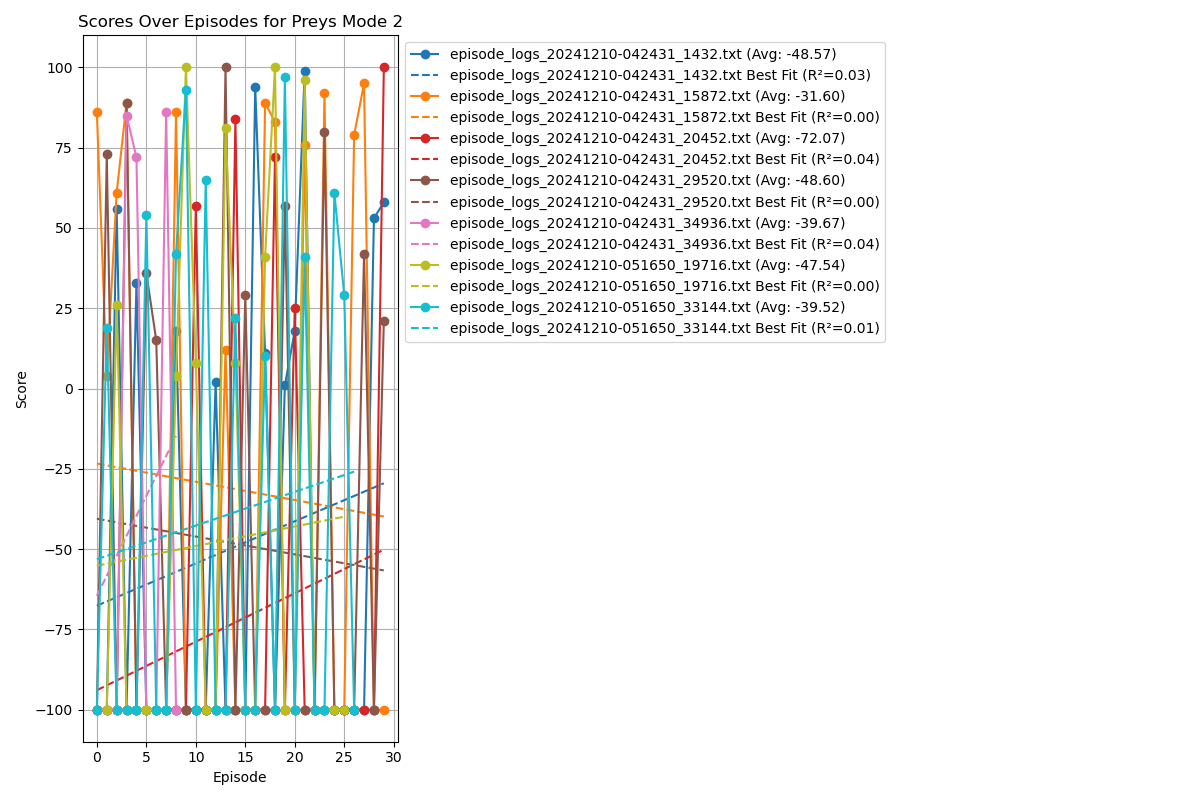 Scores Over Episodes for Preys Mode 2
episode_logs_20241210-042431_1432.txt (Avg: -48.57)
episode_logs_20241210-042431_1432.txt Best Fit (R²=0.03)
episode_logs_20241210-042431_15872.txt (Avg: -31.60)
episode_logs_20241210-042431_15872.txt Best Fit (R²=0.00)
episode_logs_20241210-042431_20452.txt (Avg: -72.07)
episode_logs_20241210-042431_20452.txt Best Fit (R²=0.04)
episode_logs_20241210-042431_29520.txt (Avg: -48.60)
episode_logs_20241210-042431_29520.txt Best Fit (R²=0.00)
episode_logs_20241210-042431_34936.txt (Avg: -39.67)
episode_logs_20241210-042431_34936.txt Best Fit (R²=0.04)
episode_logs_20241210-051650_19716.txt (Avg: -47.54)
episode_logs_20241210-051650_19716.txt Best Fit (R²=0.00)
episode_logs_20241210-051650_33144.txt (Avg: -39.52)
episode_logs_20241210-051650_33144.txt Best Fit (R²=0.01)
Score
100
75
50
25
0
−25
−50
−75
−100
0 5 10 15 20 25 30
Episode